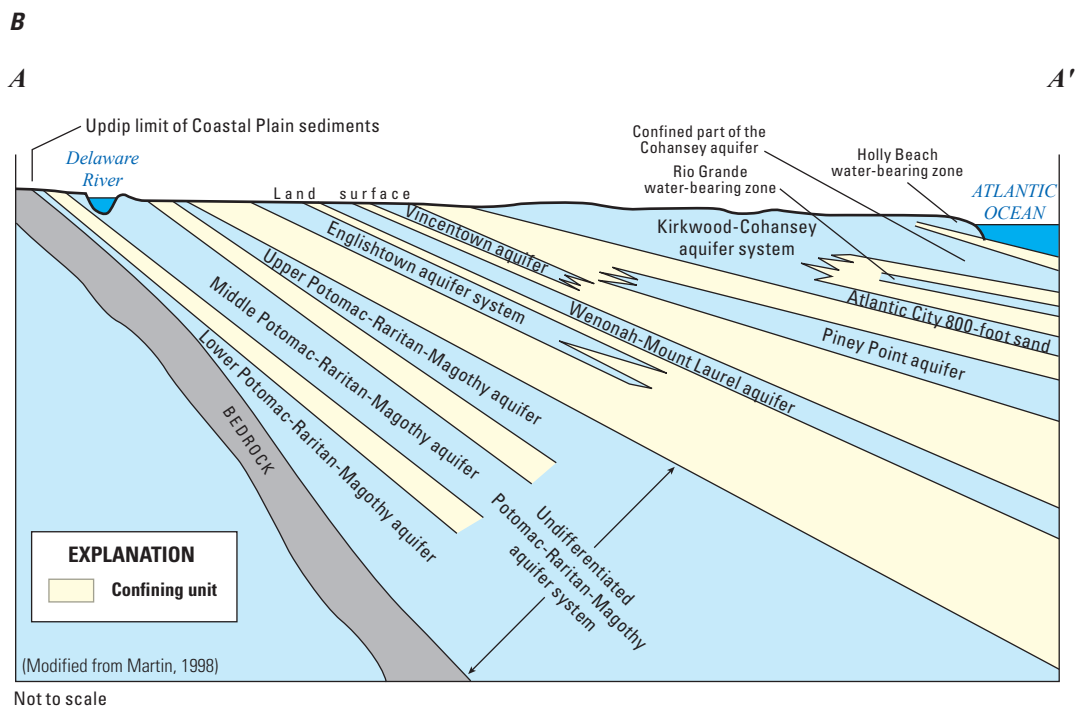 B
A
A'
Updip limit of Coastal Plain sediments
Delaware
River
Land surface
Confined part of the
Cohansey aquifer
Rio Grande
water-bearing zone
Holly Beach
water-bearing zone
ATLANTIC
OCEAN
Kirkwood-Cohansey
aquifer system
Vincentown aquifer
Englishtown aquifer system
Upper Potomac-Raritan-Magothy aquifer
Middle Potomac-Raritan-Magothy aquifer
Lower Potomac-Raritan-Magothy aquifer
BEDROCK
Wenonah-Mount Laurel aquifer
Atlantic City 800-foot sand
Piney Point aquifer
Undifferentiated
Potomac-Raritan-Magothy
aquifer system
EXPLANATION
Confining unit
(Modified from Martin, 1998)
Not to scale